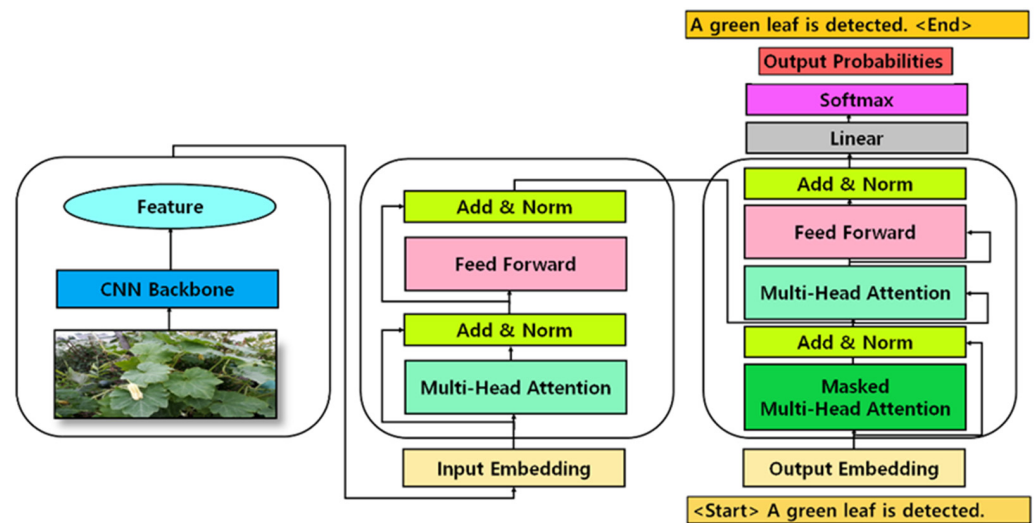 A green leaf is detected. <End>
Output Probabilities
Softmax
Linear
Feature
CNN Backbone
Add & Norm
Feed Forward
Add & Norm
Multi-Head Attention
Input Embedding
Add & Norm
Feed Forward
Multi-Head Attention
Add & Norm
Masked
Multi-Head Attention
Output Embedding
<Start> A green leaf is detected.